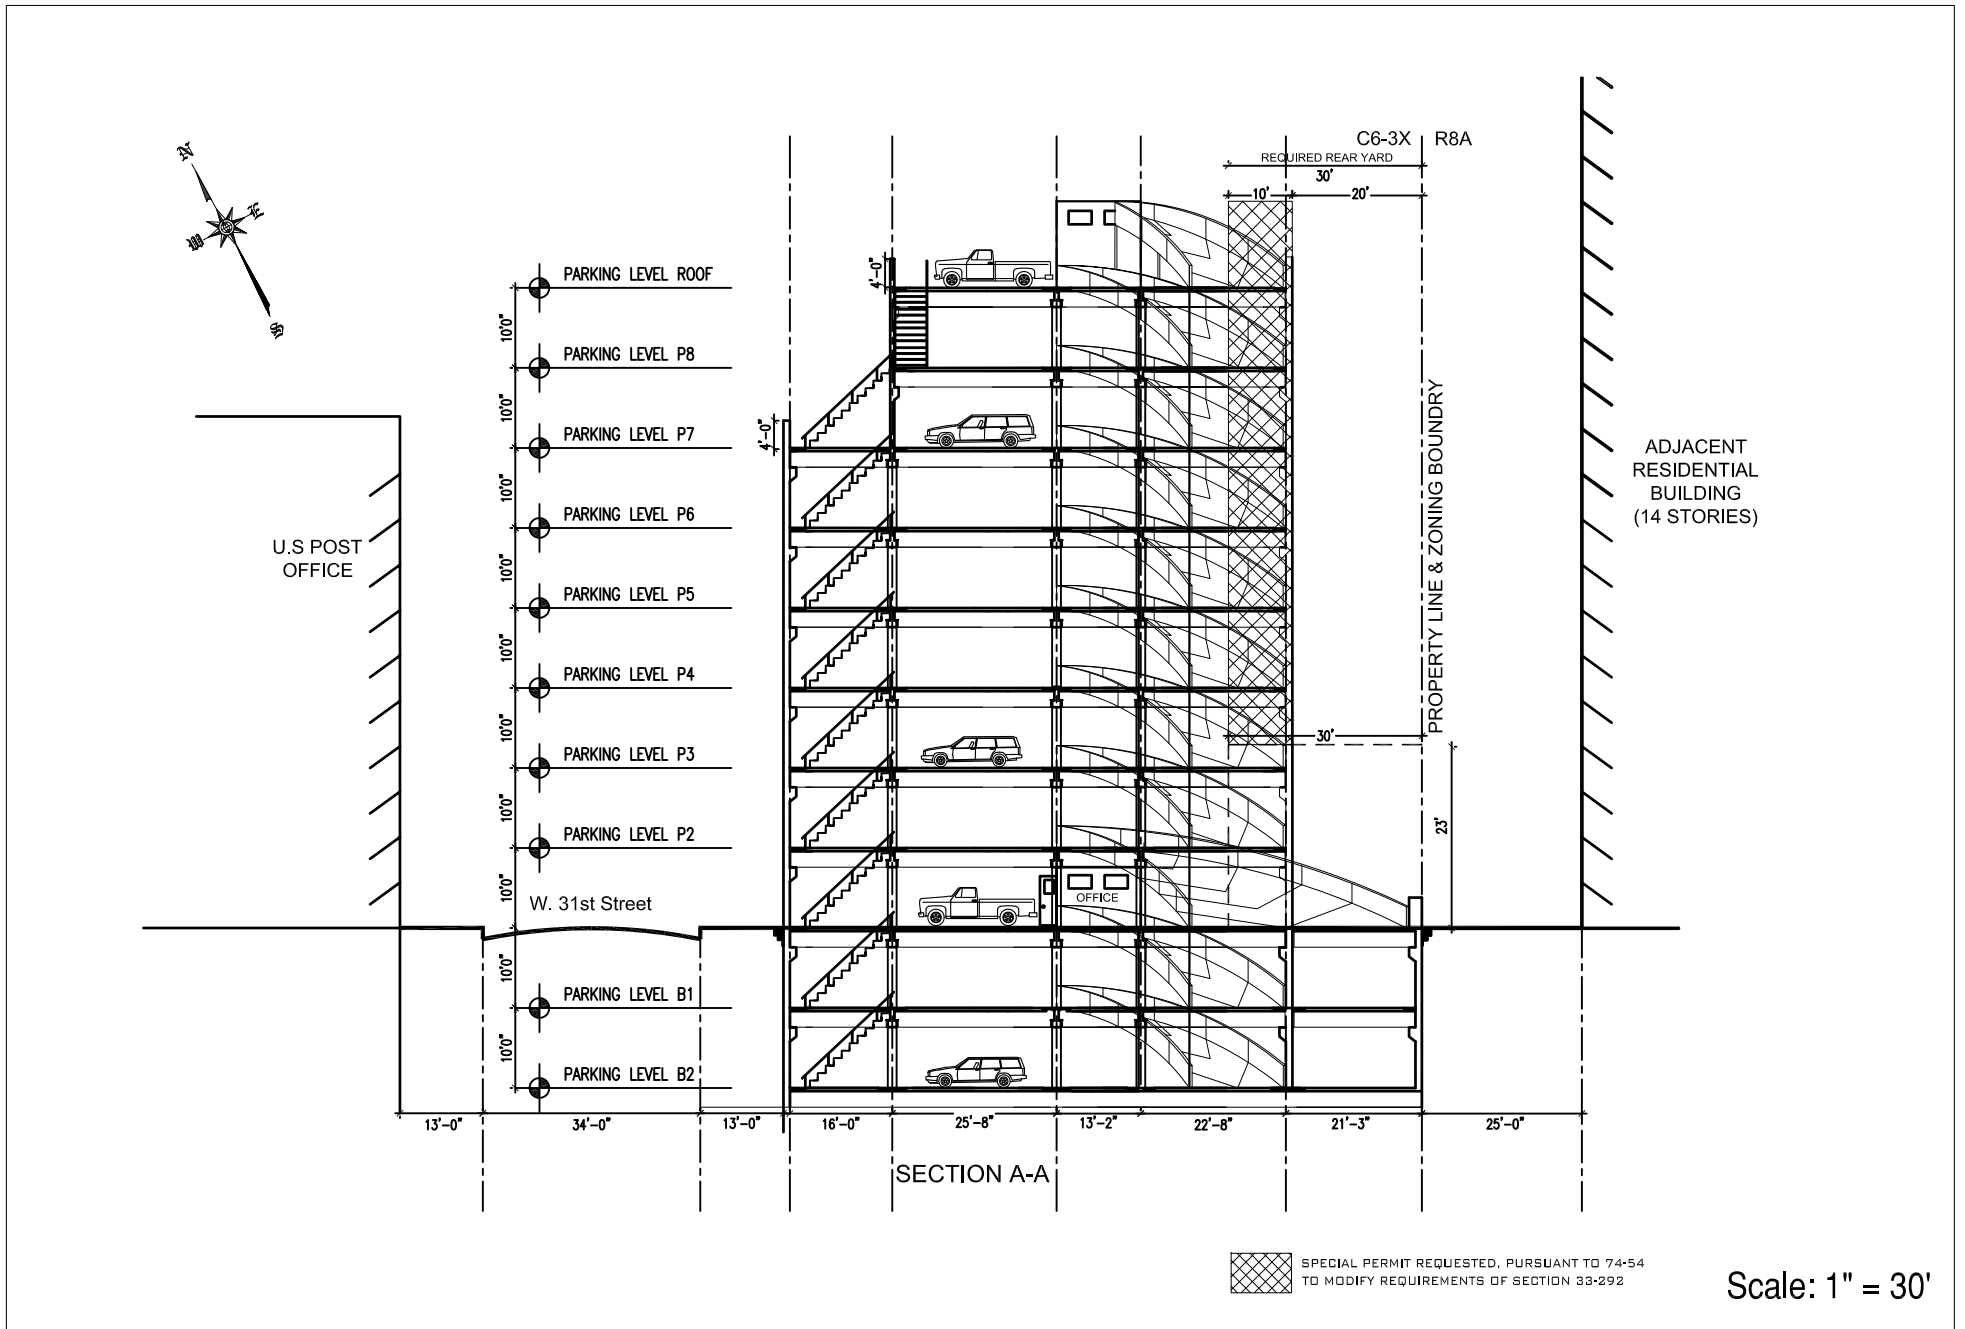 C6-3X R8A
REQUIRED REAR YARD
30'
10' 20'
N
E
W
S
PARKING LEVEL ROOF
4'-0"
10'0"
PARKING LEVEL P8
10'0"
PARKING LEVEL P7
4'-0"
10'0"
PARKING LEVEL P6
10'0"
PARKING LEVEL P5
10'0"
PARKING LEVEL P4
10'0"
PARKING LEVEL P3
10'0"
PARKING LEVEL P2
10'0"
W. 31st Street
10'0"
PARKING LEVEL B1
10'0"
PARKING LEVEL B2
U.S POST
OFFICE
OFFICE
30'
23'
PROPERTY LINE & ZONING BOUNDRY
ADJACENT
RESIDENTIAL
BUILDING
(14 STORIES)
13'-0" 34'-0" 13'-0" 16'-0" 25'-8" 13'-2" 22'-8" 21'-3" 25'-0"
SECTION A-A
SPECIAL PERMIT REQUESTED, PURSUANT TO 74-54
TO MODIFY REQUIREMENTS OF SECTION 33-292
Scale: 1" = 30'